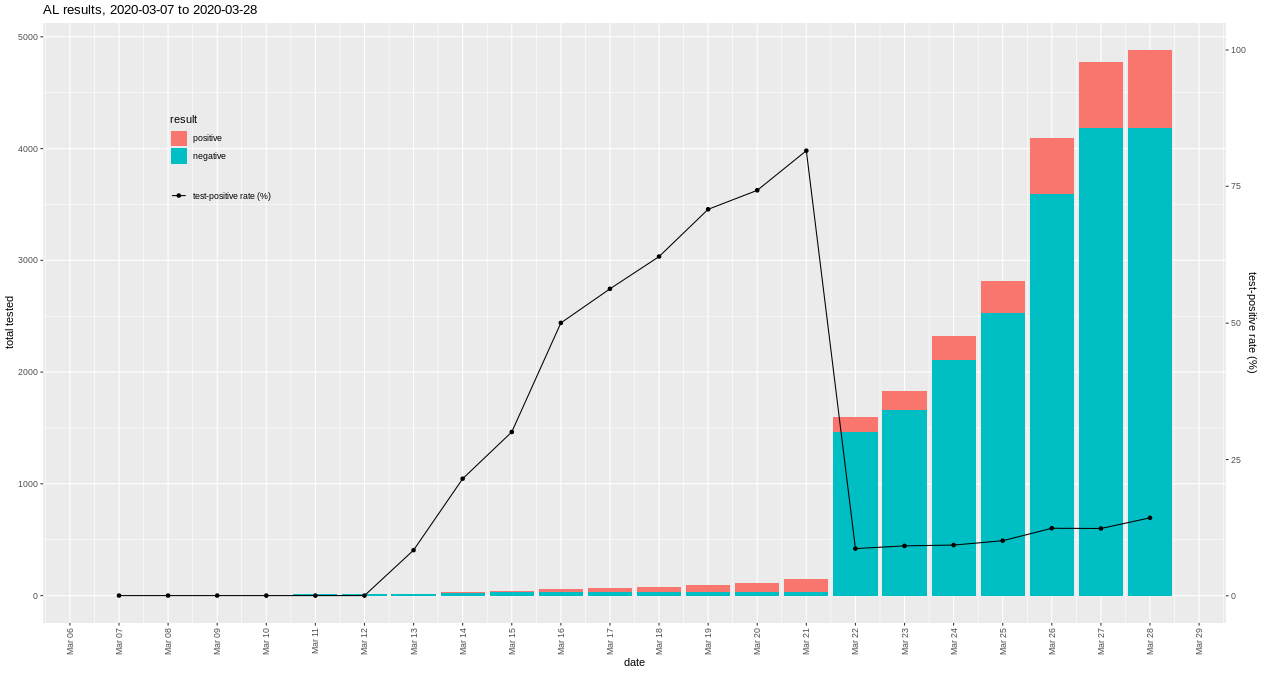 AL results, 2020-03-07 to 2020-03-28
5000
4000
3000
2000
1000
0
total tested
result
positive
negative
test-positive rate (%)
100
75
50
25
0
test-positive rate (%)
Mar 06
Mar 07
Mar 08
Mar 09
Mar 10
Mar 11
Mar 12
Mar 13
Mar 14
Mar 15
Mar 16
Mar 17
Mar 18
Mar 19
Mar 20
Mar 21
Mar 22
Mar 23
Mar 24
Mar 25
Mar 26
Mar 27
Mar 28
Mar 29
date